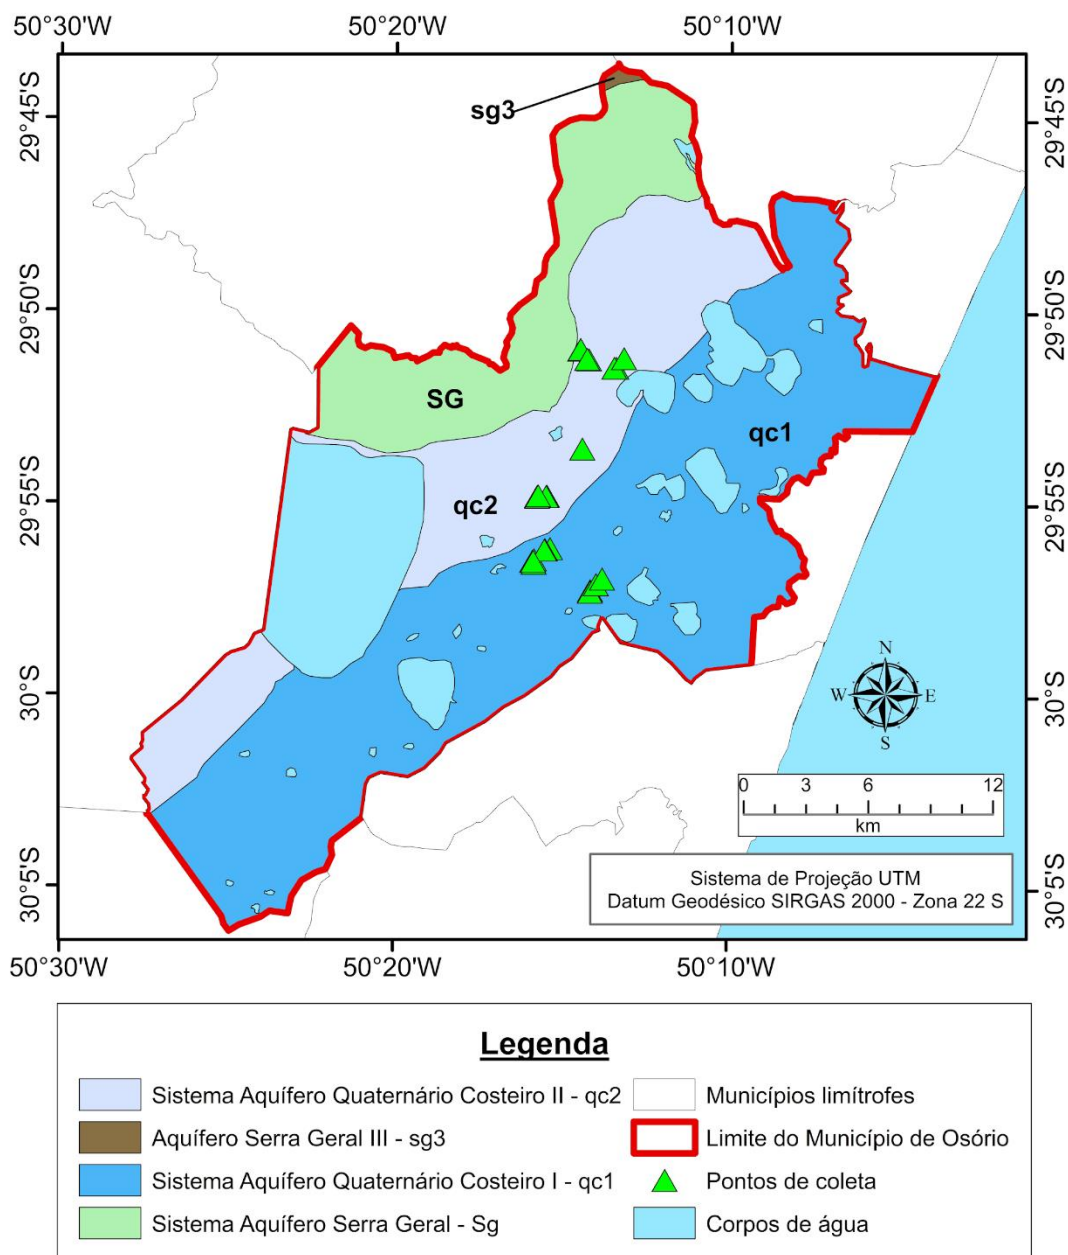 50°30'W 50°20'W 50°10'W
29°45'S 29°45'S
sg3
29°50'S 29°50'S
SG
qc1
29°55'S 29°55'S
qc2
N
W E
S
30°S 30°S
0 3 6 12
km
Sistema de Projeção UTM
Datum Geodésico SIRGAS 2000 - Zona 22 S
30°5'S 30°5'S
50°30'W 50°20'W 50°10'W
Legenda
Sistema Aquífero Quaternário Costeiro II - qc2
Aquífero Serra Geral III - sg3
Sistema Aquífero Quaternário Costeiro I - qc1
Sistema Aquífero Serra Geral - Sg
Municípios limítrofes
Limite do Município de Osório
Pontos de coleta
Corpos de água